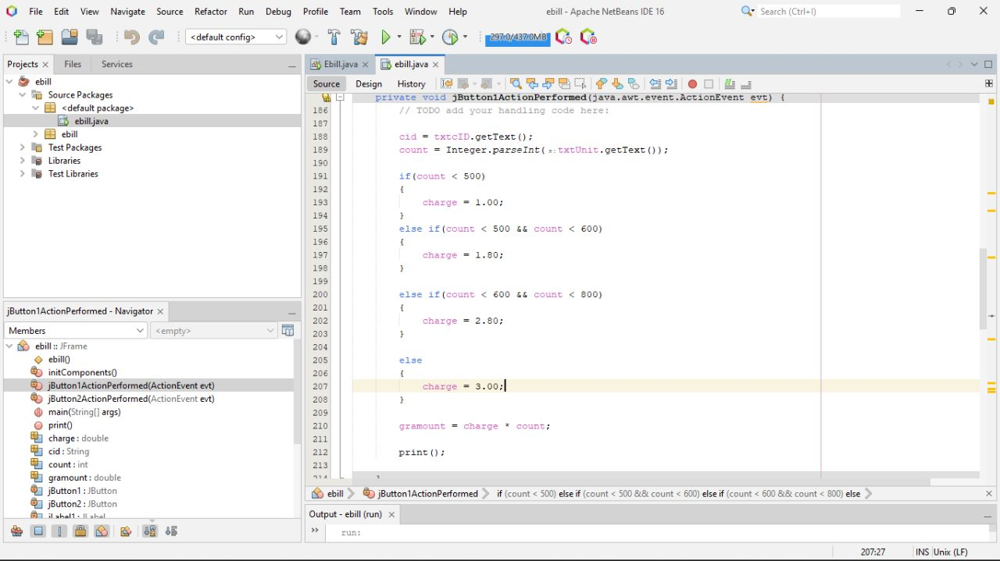 File Edit View Navigate Source Refactor Run Debug Profile Team Tools Window Help ebill - Apache NetBeans IDE 16 Search (Ctrl+I)
<default config> 297.0/437.0MB
Projects Files Services
ebill
Source Packages
<default package>
ebill.java
ebill
Test Packages
Libraries
Test Libraries
jButton1ActionPerformed - Navigator
Members <empty>
ebill :: JFrame
ebill()
initComponents()
jButton1ActionPerformed(ActionEvent evt)
jButton2ActionPerformed(ActionEvent evt)
main(String[] args)
print()
charge : double
cid : String
count : int
gramount : double
jButton1 : JButton
jButton2 : JButton
jLabel1 : JLabel
Ebill.java ebill.java
Source Design History
private void jButton1ActionPerformed(java.awt.event.ActionEvent evt) {
186 // TODO add your handling code here:
187
188 cid = txtcID.getText();
189 count = Integer.parseInt( s: txtUnit.getText());
190
191 if(count < 500)
192 {
193 charge = 1.00;
194 }
195 else if(count < 500 && count < 600)
196 {
197 charge = 1.80;
198 }
199
200 else if(count < 600 && count < 800)
201 {
202 charge = 2.80;
203 }
204
205 else
206 {
207 charge = 3.00;
208 }
209
210 gramount = charge * count;
211
212 print();
213
214 }
ebill jButton1ActionPerformed if (count < 500) else if (count < 500 && count < 600) else if (count < 600 && count < 800) else
Output - ebill (run)
run:
207:27 INS Unix (LF)